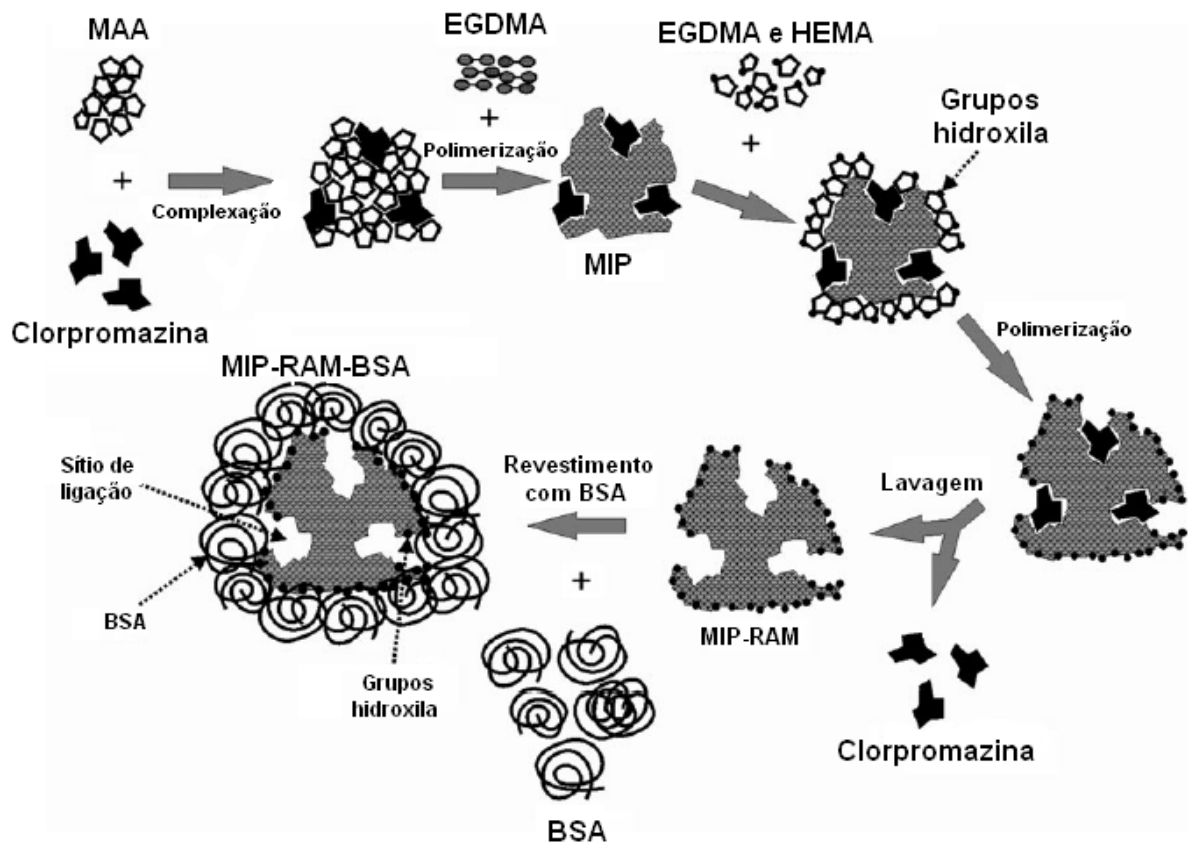 MAA
+
Clorpromazina
Complexação
EGDMA
+
Polimerização
MIP
EGDMA e HEMA
+
Grupos
hidroxila
Polimerização
Lavagem
Clorpromazina
MIP-RAM
Revestimento
com BSA
+
BSA
MIP-RAM-BSA
Sítio de
ligação
BSA
Grupos
hidroxila